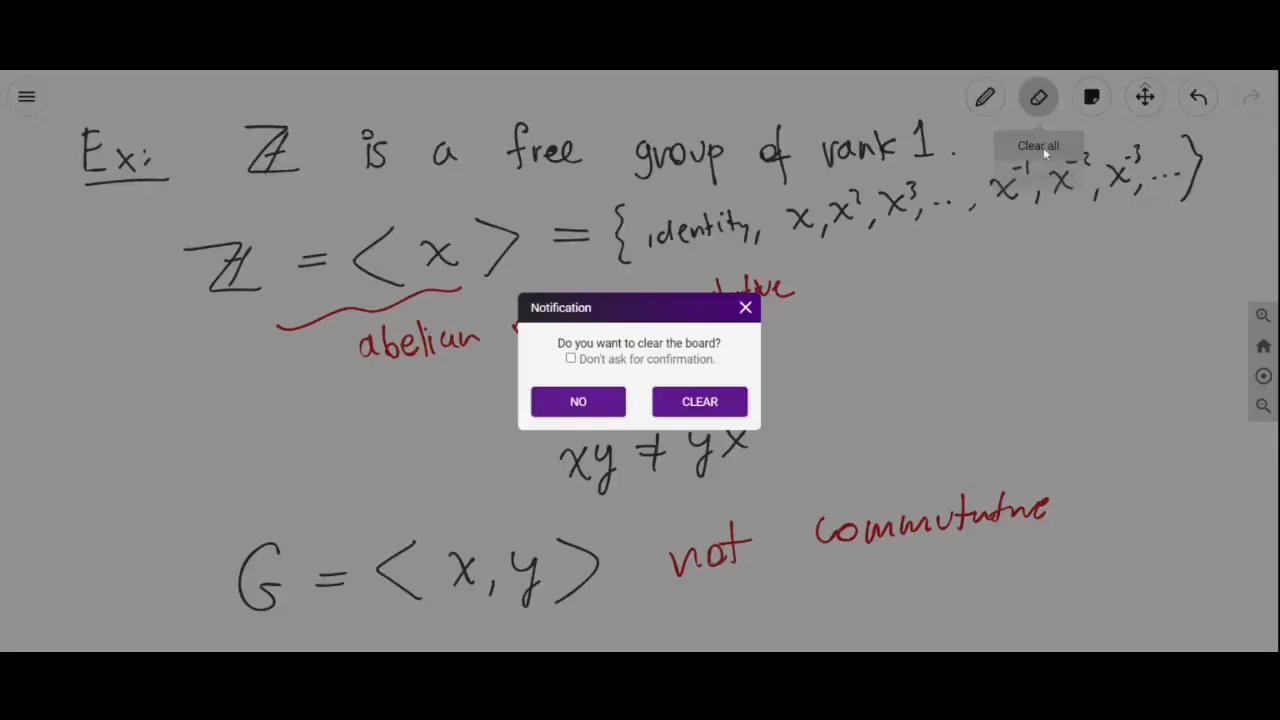 Ex: ℤ is a free group of rank 1.
Clear all
ℤ = < x > = { identity, x, x², x³, ..., x⁻¹, x⁻², x⁻³, ... }
abelian
Notification
Do you want to clear the board?
Don't ask for confirmation.
NO CLEAR
xy ≠ yx
G = < x, y > not commutative